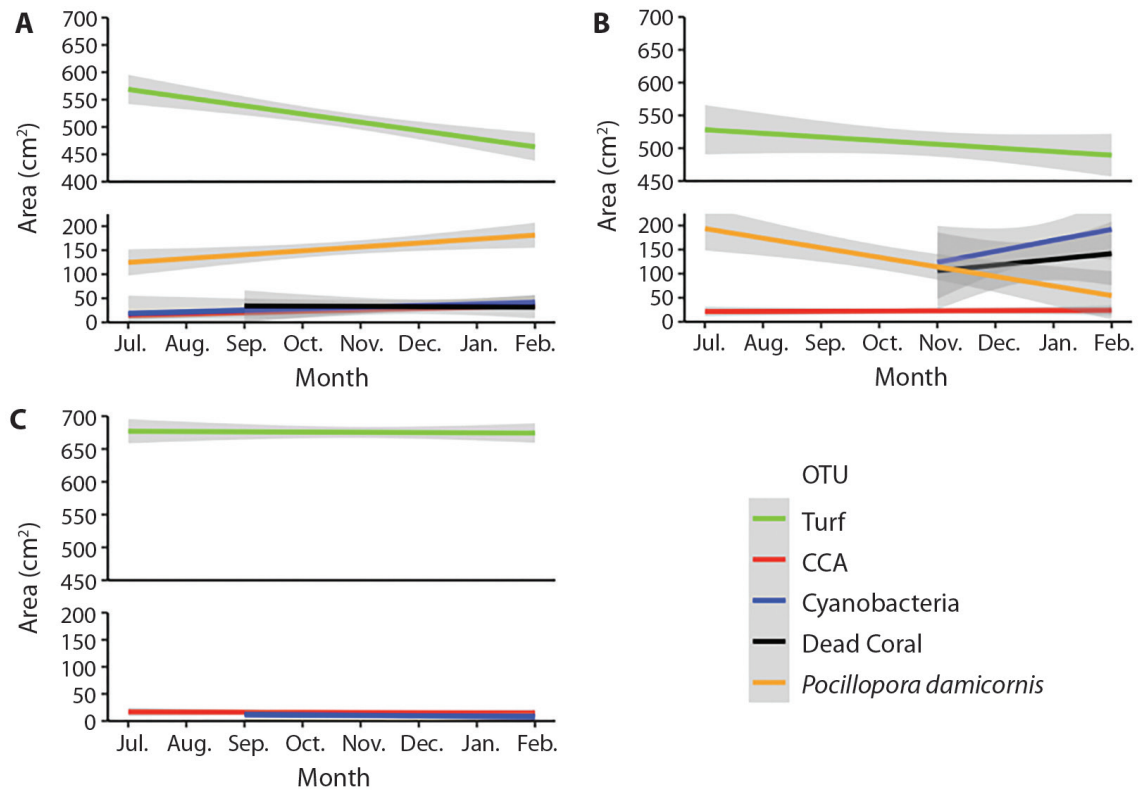 A
700
650
600
550
500
450
400
200
150
100
50
0
Area (cm²)
Jul. Aug. Sep. Oct. Nov. Dec. Jan. Feb.
Month
B
700
600
550
500
450
200
150
100
50
0
Area (cm²)
Jul. Aug. Sep. Oct. Nov. Dec. Jan. Feb.
Month
C
700
650
600
550
500
450
200
150
100
50
0
Area (cm²)
Jul. Aug. Sep. Oct. Nov. Dec. Jan. Feb.
Month
OTU
Turf
CCA
Cyanobacteria
Dead Coral
Pocillopora damicornis